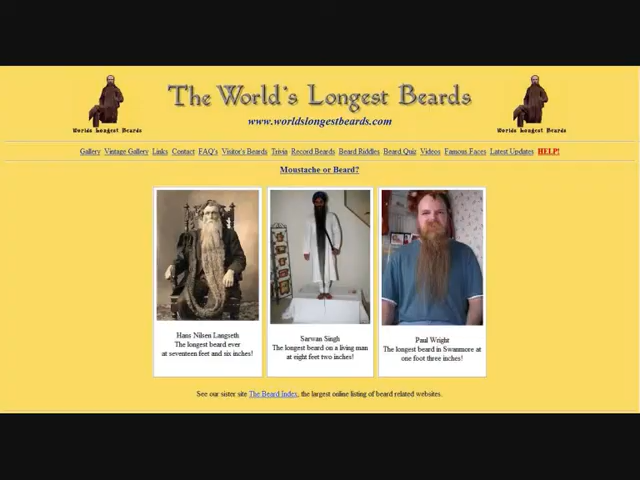 The World's Longest Beards
www.worldslongestbeards.com
Worlds Longest Beards
Worlds Longest Beards
Gallery Vintage Gallery Links Contact FAQ's Visitor's Beards Trivia Record Beards Beard Riddles Beard Quiz Videos Famous Faces Latest Updates HELP!
Moustache or Beard?
Hans Nilsen Langseth
The longest beard ever
at seventeen feet and six inches!
Sarwan Singh
The longest beard on a living man
at eight feet two inches!
Paul Wright
The longest beard in Swanmore at
one foot three inches!
See our sister site The Beard Index, the largest online listing of beard related websites.